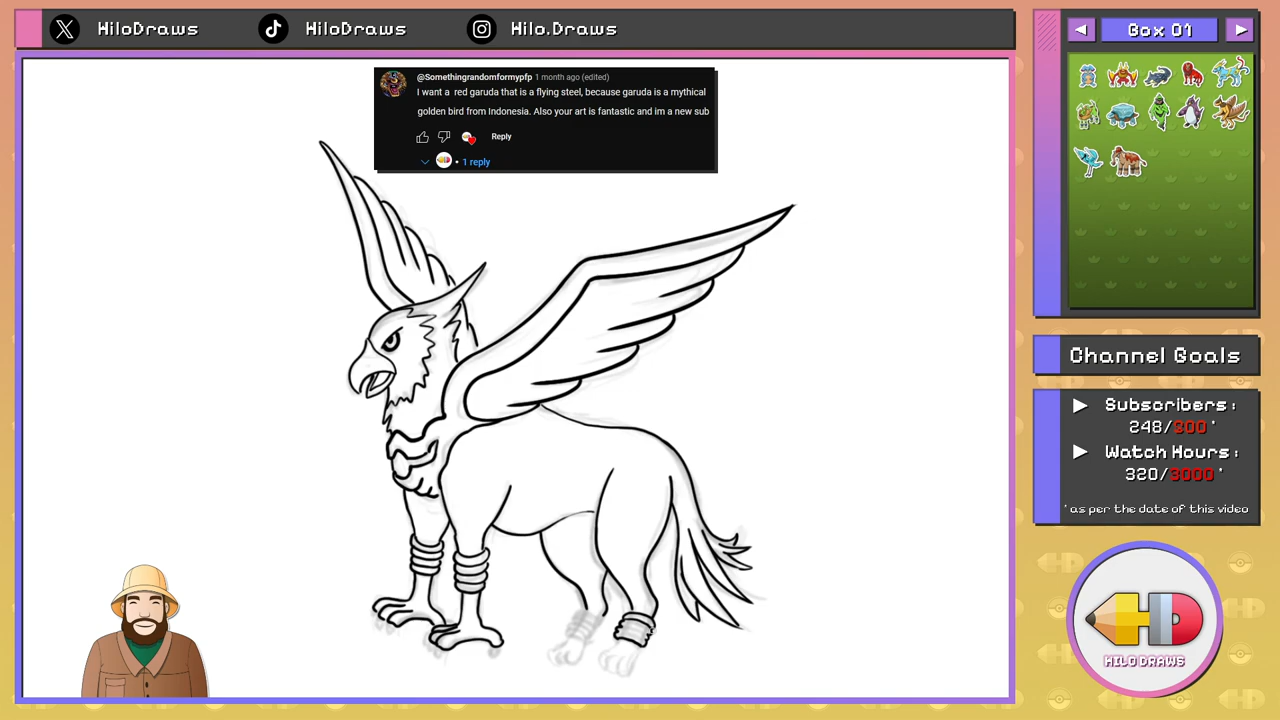 HiloDraws
HiloDraws
Hilo.Draws
@Somethingrandomformypfp 1 month ago (edited)
I want a red garuda that is a flying steel, because garuda is a mythical
golden bird from Indonesia. Also your art is fantastic and im a new sub
Reply
1 reply
Box 01
Channel Goals
Subscribers:
248/300*
Watch Hours:
320/3000*
*as per the date of this video
HILO DRAWS